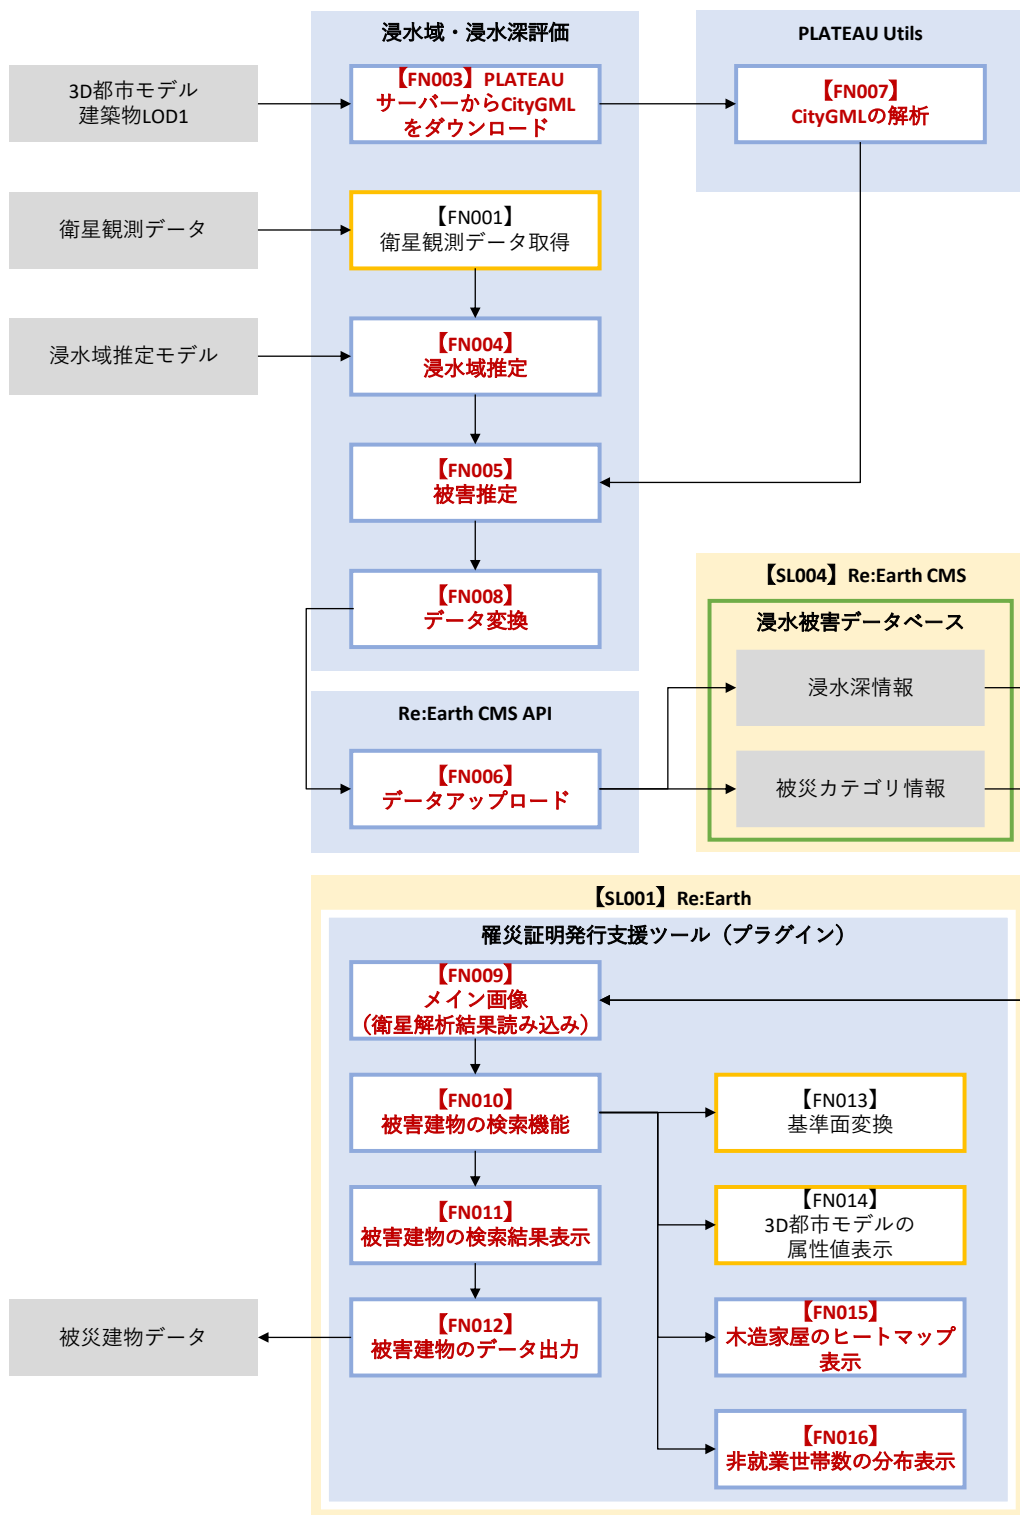 浸水域・浸水深評価
PLATEAU Utils
3D都市モデル
建築物LOD1
【FN003】PLATEAU
サーバーからCityGML
をダウンロード
【FN007】
CityGMLの解析
衛星観測データ
【FN001】
衛星観測データ取得
浸水域推定モデル
【FN004】
浸水域推定
【FN005】
被害推定
【FN008】
データ変換
【SL004】Re:Earth CMS
浸水被害データベース
浸水深情報
被災カテゴリ情報
Re:Earth CMS API
【FN006】
データアップロード
【SL001】Re:Earth
罹災証明発行支援ツール（プラグイン）
【FN009】
メイン画像
（衛星解析結果読み込み）
【FN010】
被害建物の検索機能
【FN013】
基準面変換
【FN011】
被害建物の検索結果表示
【FN014】
3D都市モデルの
属性値表示
被災建物データ
【FN012】
被害建物のデータ出力
【FN015】
木造家屋のヒートマップ
表示
【FN016】
非就業世帯数の分布表示